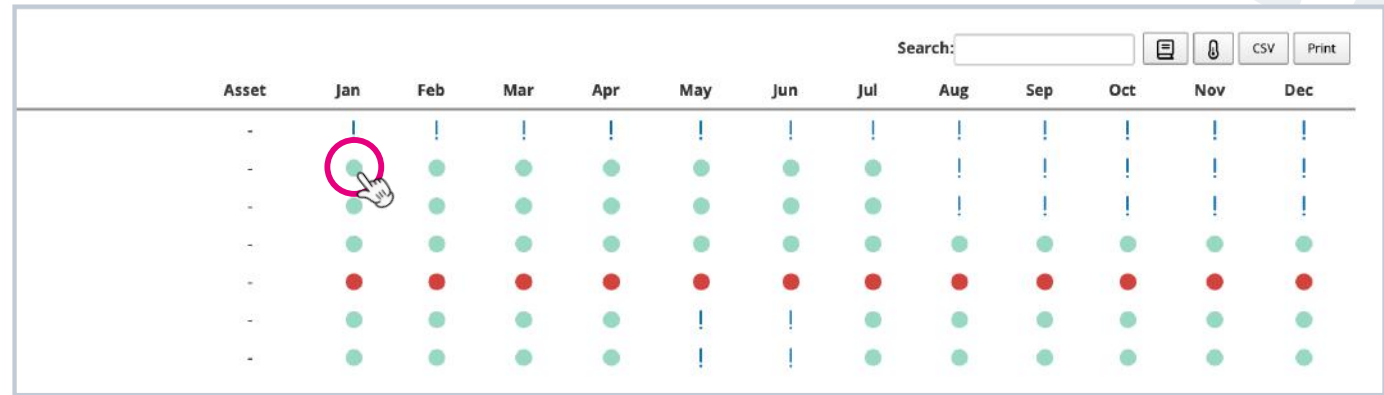 Search: CSV Print
Asset Jan Feb Mar Apr May Jun Jul Aug Sep Oct Nov Dec
- ! ! ! ! ! ! ! ! ! ! ! !
- ! ! ! ! !
- ! ! ! ! !
-
-
- ! !
- ! !